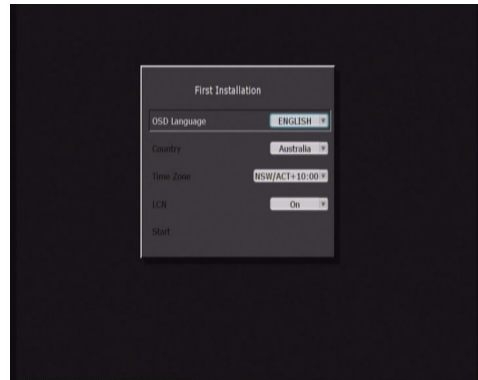 First Installation
OSD Language ENGLISH
Country Australia
Time Zone NSW/ACT+10:00
LCN On
Start